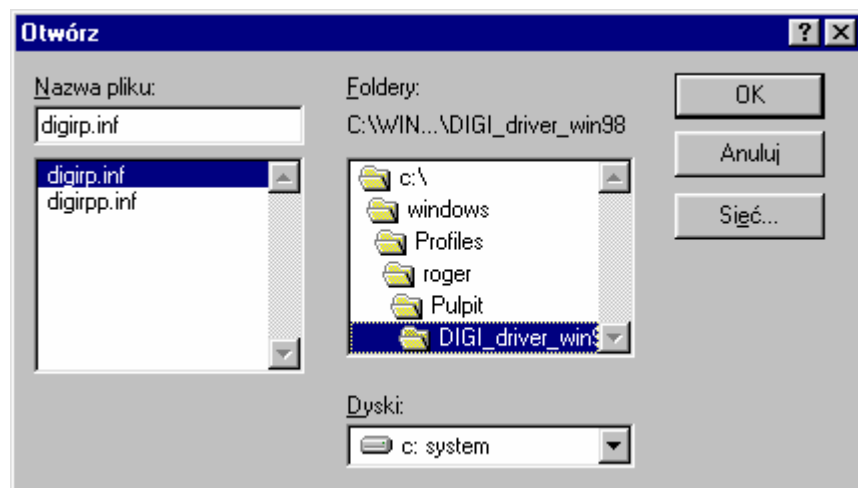 Otwórz
Nazwa pliku:
digirp.inf
digirp.inf
digirpp.inf
Foldery:
C:\WIN...\DIGI_driver_win98
c:\
windows
Profiles
roger
Pulpit
DIGI_driver_win9
Dyski:
c: system
OK
Anuluj
Sieć...